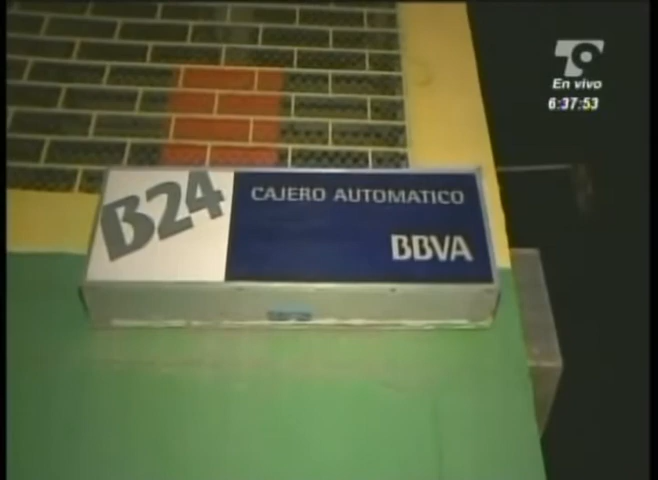 En vivo
6:37:53
B24
CAJERO AUTOMATICO
BBVA